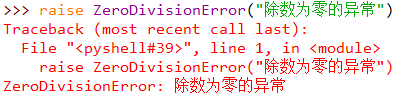 >>> raise ZeroDivisionError("除数为零的异常")
Traceback (most recent call last):
  File "<pyshell#39>", line 1, in <module>
    raise ZeroDivisionError("除数为零的异常")
ZeroDivisionError: 除数为零的异常